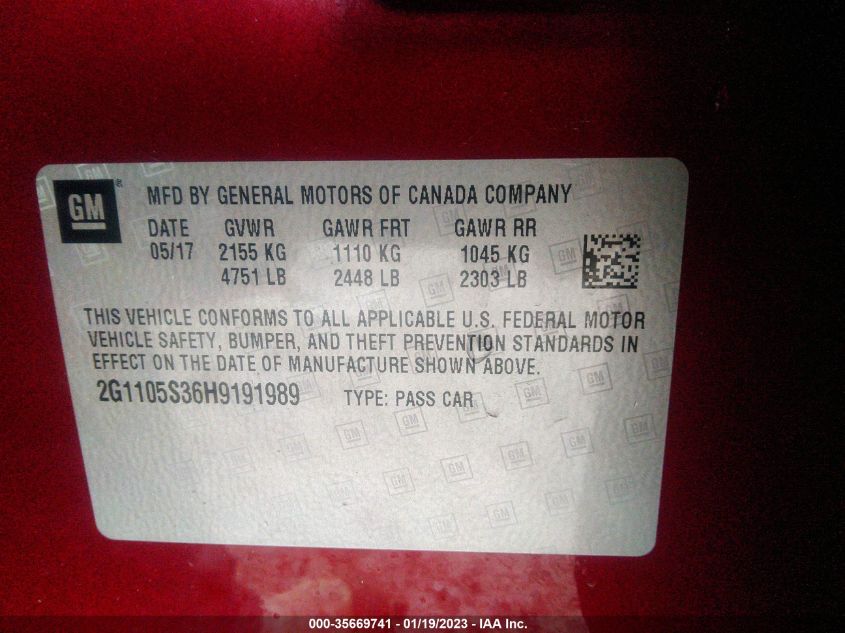 GM ®
MFD BY GENERAL MOTORS OF CANADA COMPANY
DATE GVWR GAWR FRT GAWR RR
05/17 2155 KG 1110 KG 1045 KG
4751 LB 2448 LB 2303 LB
THIS VEHICLE CONFORMS TO ALL APPLICABLE U.S. FEDERAL MOTOR
VEHICLE SAFETY, BUMPER, AND THEFT PREVENTION STANDARDS IN
EFFECT ON THE DATE OF MANUFACTURE SHOWN ABOVE.
2G1105S36H9191989 TYPE: PASS CAR
000-35669741 - 01/19/2023 - IAA Inc.